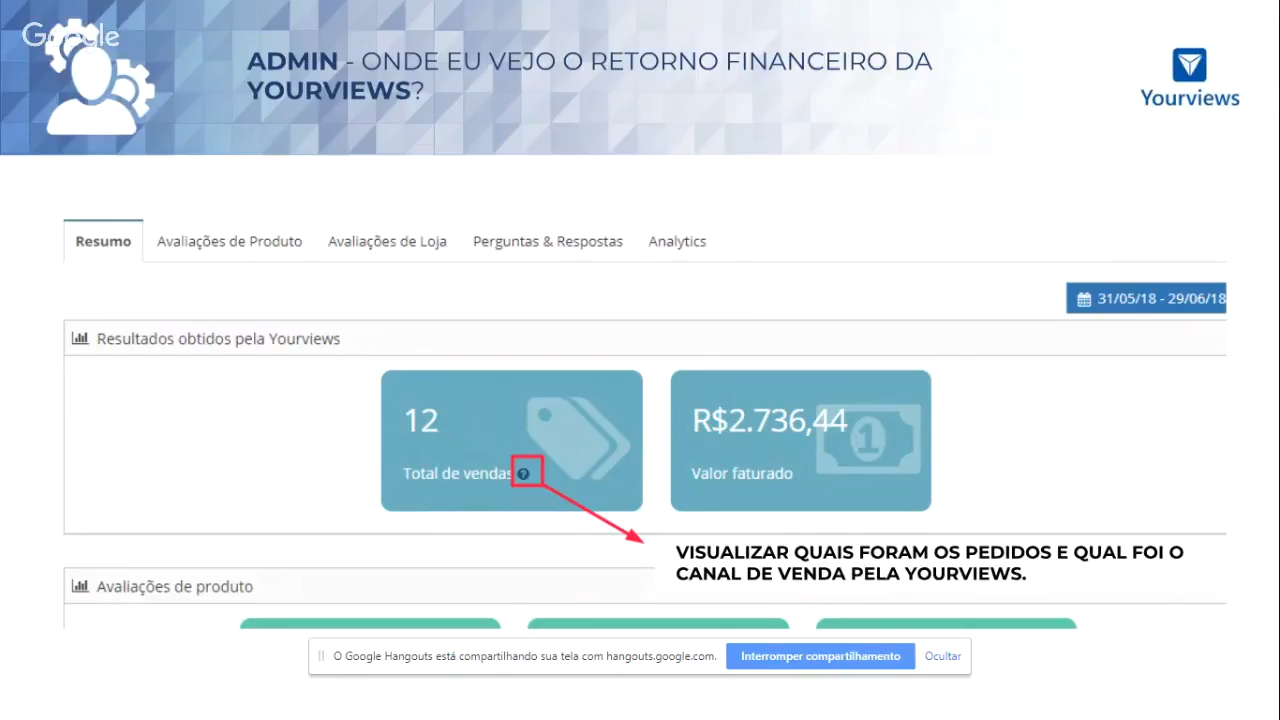 Google
ADMIN - ONDE EU VEJO O RETORNO FINANCEIRO DA
YOURVIEWS?
Yourviews
Resumo Avaliações de Produto Avaliações de Loja Perguntas & Respostas Analytics
31/05/18 - 29/06/18
Resultados obtidos pela Yourviews
12
Total de vendas
R$2.736,44
1
Valor faturado
VISUALIZAR QUAIS FORAM OS PEDIDOS E QUAL FOI O
CANAL DE VENDA PELA YOURVIEWS.
Avaliações de produto
O Google Hangouts está compartilhando sua tela com hangouts.google.com. Interromper compartilhamento Ocultar